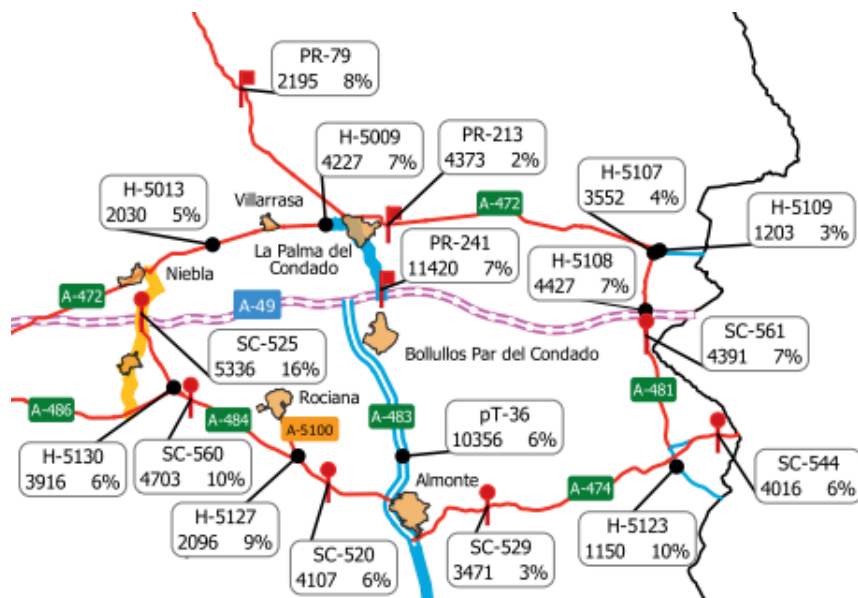 PR-79
2195 8%
H-5009
4227 7%
PR-213
4373 2%
H-5013
2030 5%
Villarrasa
A-472
H-5107
3552 4%
H-5109
1203 3%
La Palma del
Condado
PR-241
11420 7%
H-5108
4427 7%
Niebla
A-472
A-49
SC-525
5336 16%
Bollullos Par del Condado
SC-561
4391 7%
A-486
A-484
Rociana
A-5100
A-483
pT-36
10356 6%
A-481
H-5130
3916 6%
SC-560
4703 10%
Almonte
A-474
SC-544
4016 6%
H-5127
2096 9%
SC-520
4107 6%
SC-529
3471 3%
H-5123
1150 10%